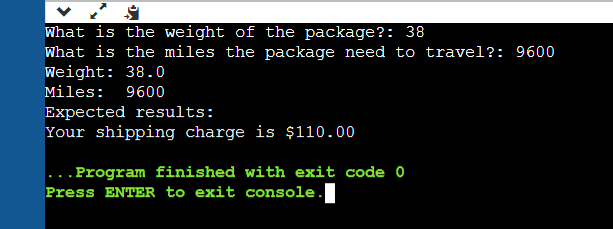 What is the weight of the package?: 38
What is the miles the package need to travel?: 9600
Weight: 38.0
Miles:  9600
Expected results:
Your shipping charge is $110.00
...Program finished with exit code 0
Press ENTER to exit console.